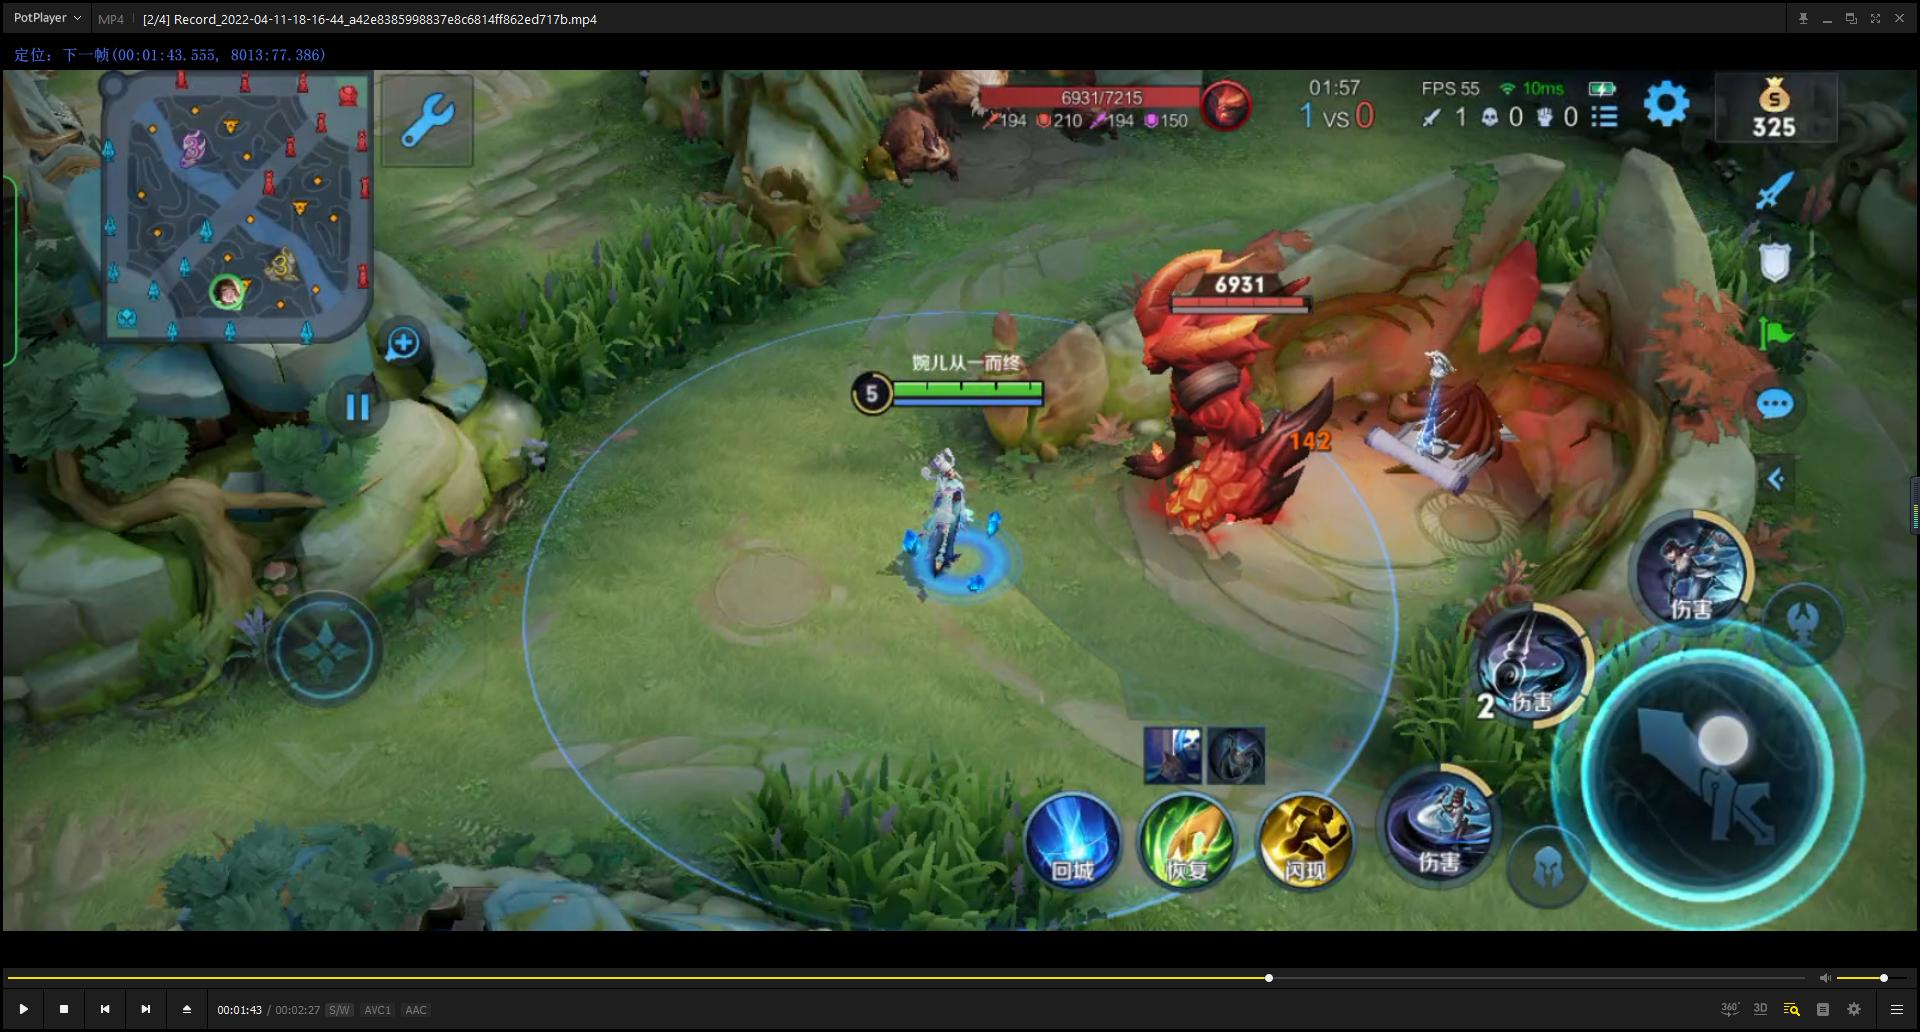 PotPlayer
MP4
[2/4] Record_2022-04-11-18-16-44_a42e8385998837e8c6814ff862ed717b.mp4
定位：下一帧(00:01:43.555, 8013:77.386)
6931/7215
194 210 194 150
01:57
1 VS 0
FPS 55 10ms
1 0 0
S
325
3
3
6931
婉儿从一而终
5
142
伤害
2 伤害
伤害
回城
恢复
闪现
00:01:43 / 00:02:27 S/W AVC1 AAC
360°
3D